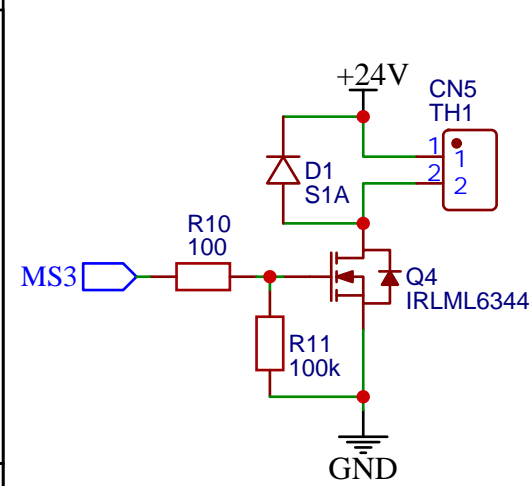 +24V
CN5
TH1
1
1
2
2
D1
S1A
R10
100
MS3
Q4
IRLML6344
R11
100k
GND